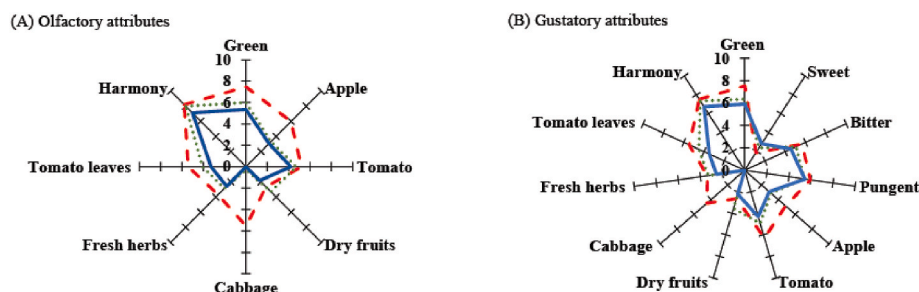 (A) Olfactory attributes
Green
10
8
6
4
2
0
Harmony
Apple
Tomato leaves
Tomato
Fresh herbs
Dry fruits
Cabbage
(B) Gustatory attributes
Green
10
8
6
4
2
0
Harmony
Sweet
Tomato leaves
Bitter
Fresh herbs
Pungent
Cabbage
Apple
Dry fruits
Tomato